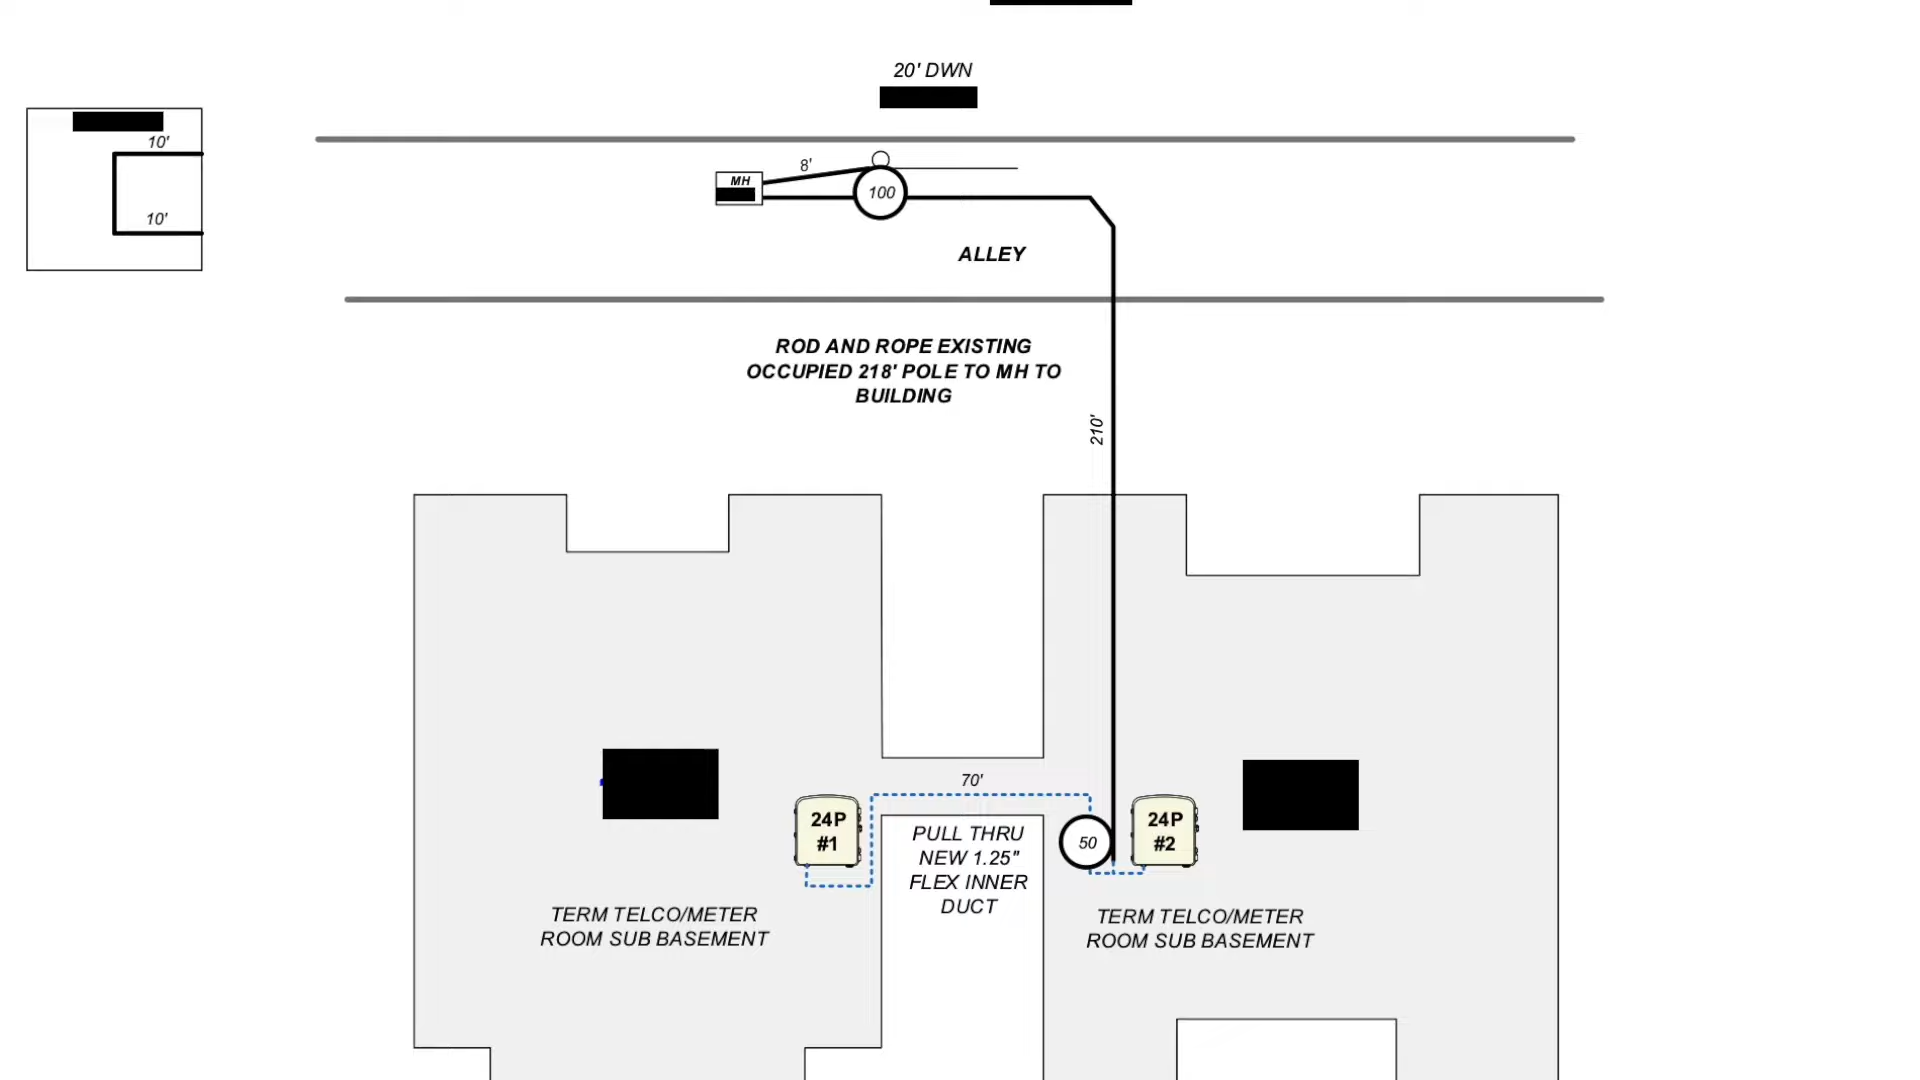 20' DWN
10'
10'
8'
MH
100
ALLEY
ROD AND ROPE EXISTING
OCCUPIED 218' POLE TO MH TO
BUILDING
210'
70'
24P
#1
PULL THRU
NEW 1.25"
FLEX INNER
DUCT
50
24P
#2
TERM TELCO/METER
ROOM SUB BASEMENT
TERM TELCO/METER
ROOM SUB BASEMENT